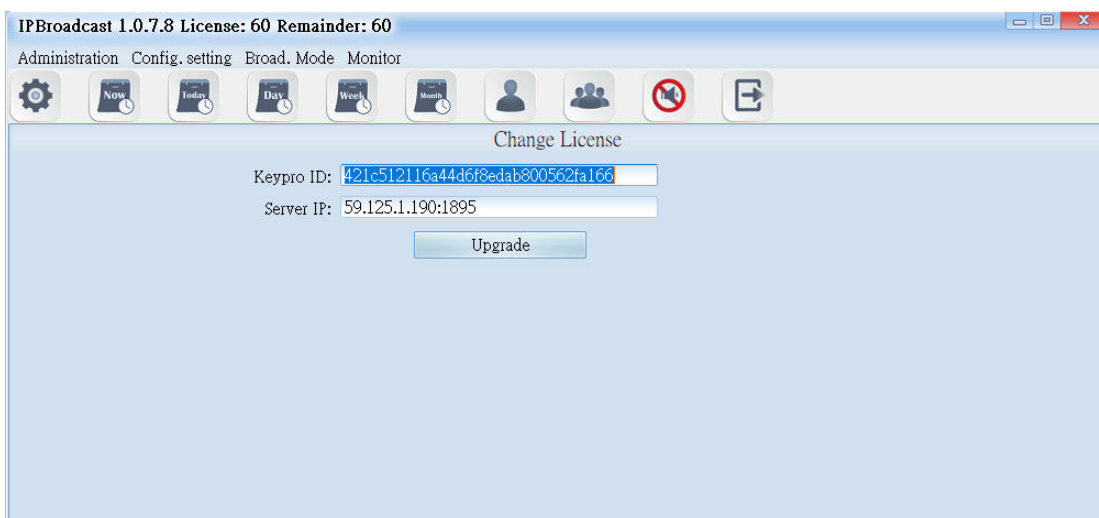 IPBroadcast 1.0.7.8 License: 60 Remainder: 60
Administration Config. setting Broad. Mode Monitor
Now Today Day Week Month
Change License
Keypro ID: 421c512116a44d6f8edab800562fa166
Server IP: 59.125.1.190:1895
Upgrade